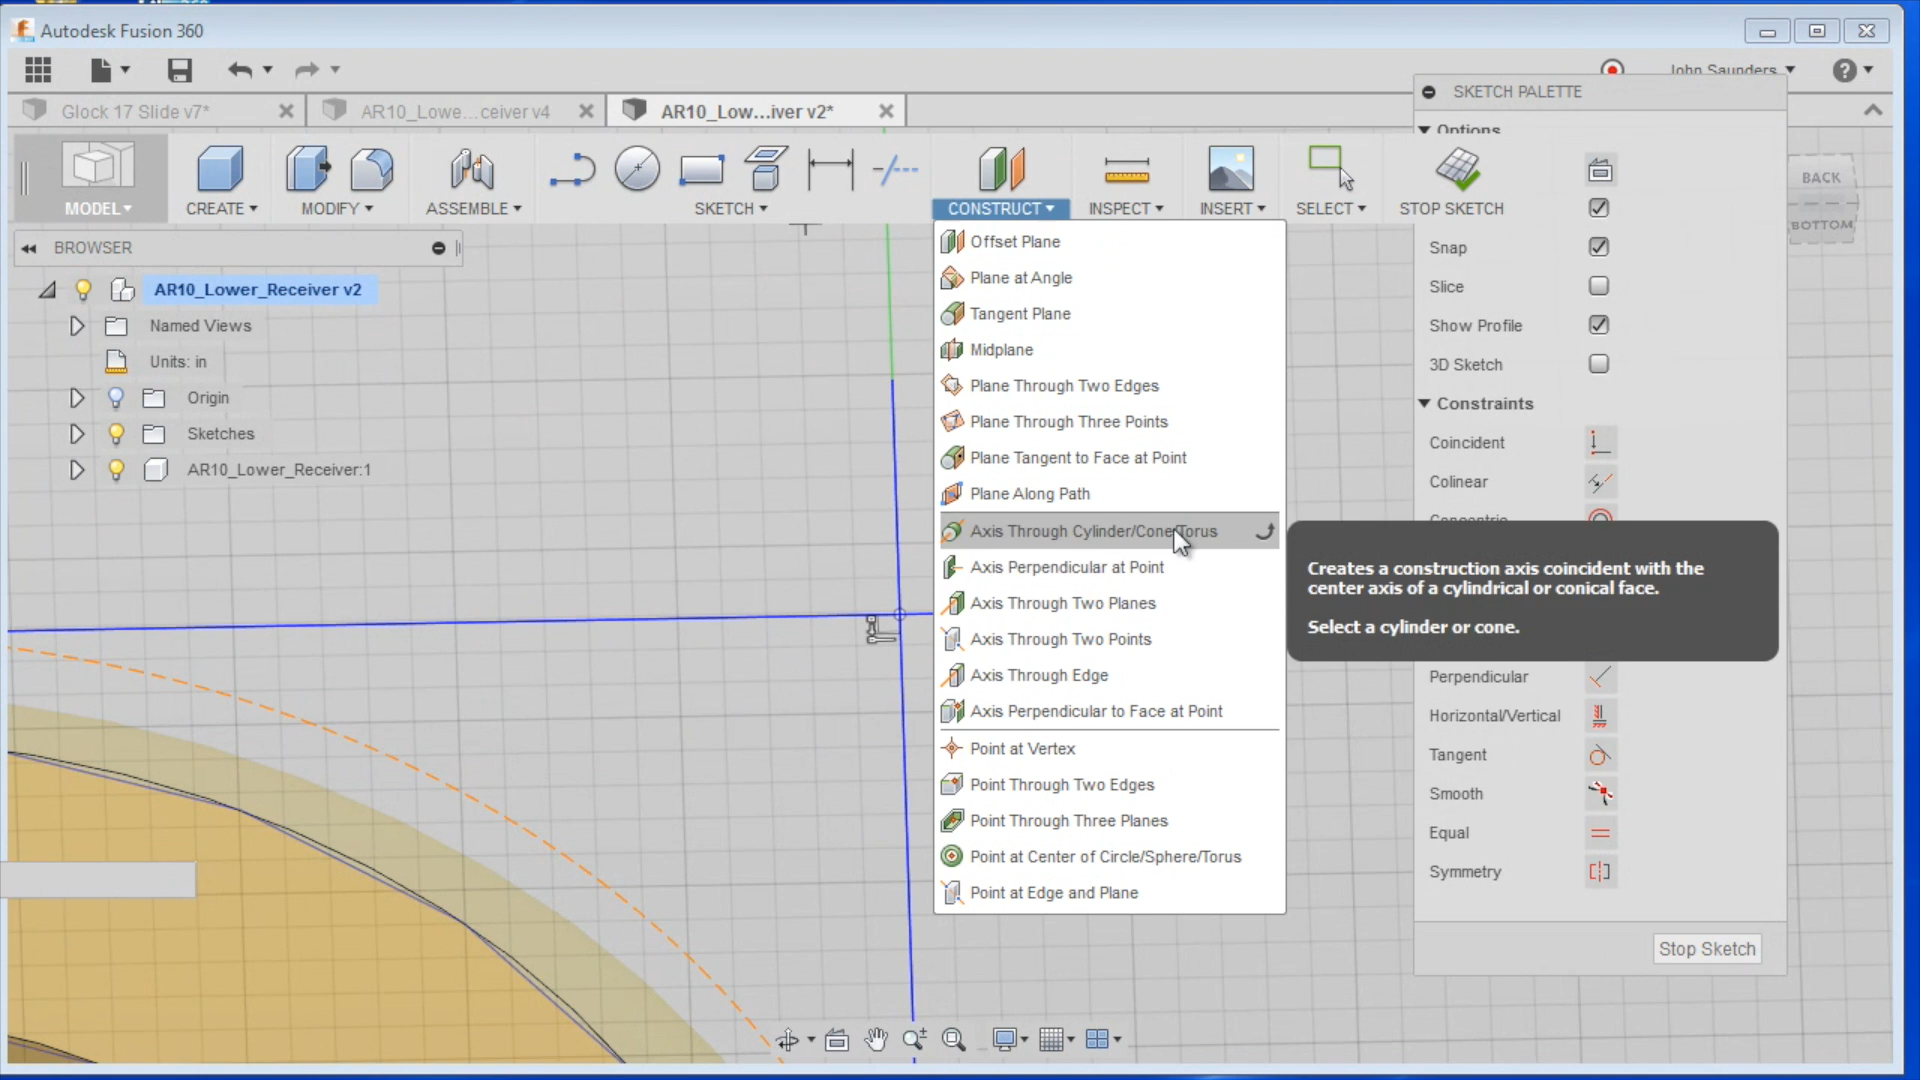 Autodesk Fusion 360
John Saunders
Glock 17 Slide v7*
AR10_Lowe...ceiver v4
AR10_Low...iver v2*
MODEL
CREATE
MODIFY
ASSEMBLE
SKETCH
CONSTRUCT
INSPECT
INSERT
SELECT
STOP SKETCH
BROWSER
AR10_Lower_Receiver v2
Named Views
Units: in
Origin
Sketches
AR10_Lower_Receiver:1
Offset Plane
Plane at Angle
Tangent Plane
Midplane
Plane Through Two Edges
Plane Through Three Points
Plane Tangent to Face at Point
Plane Along Path
Axis Through Cylinder/Cone/Torus
Axis Perpendicular at Point
Axis Through Two Planes
Axis Through Two Points
Axis Through Edge
Axis Perpendicular to Face at Point
Point at Vertex
Point Through Two Edges
Point Through Three Planes
Point at Center of Circle/Sphere/Torus
Point at Edge and Plane
Creates a construction axis coincident with the
center axis of a cylindrical or conical face.
Select a cylinder or cone.
SKETCH PALETTE
Options
Snap
Slice
Show Profile
3D Sketch
Constraints
Coincident
Colinear
Concentric
Perpendicular
Horizontal/Vertical
Tangent
Smooth
Equal
Symmetry
Stop Sketch
BACK
BOTTOM